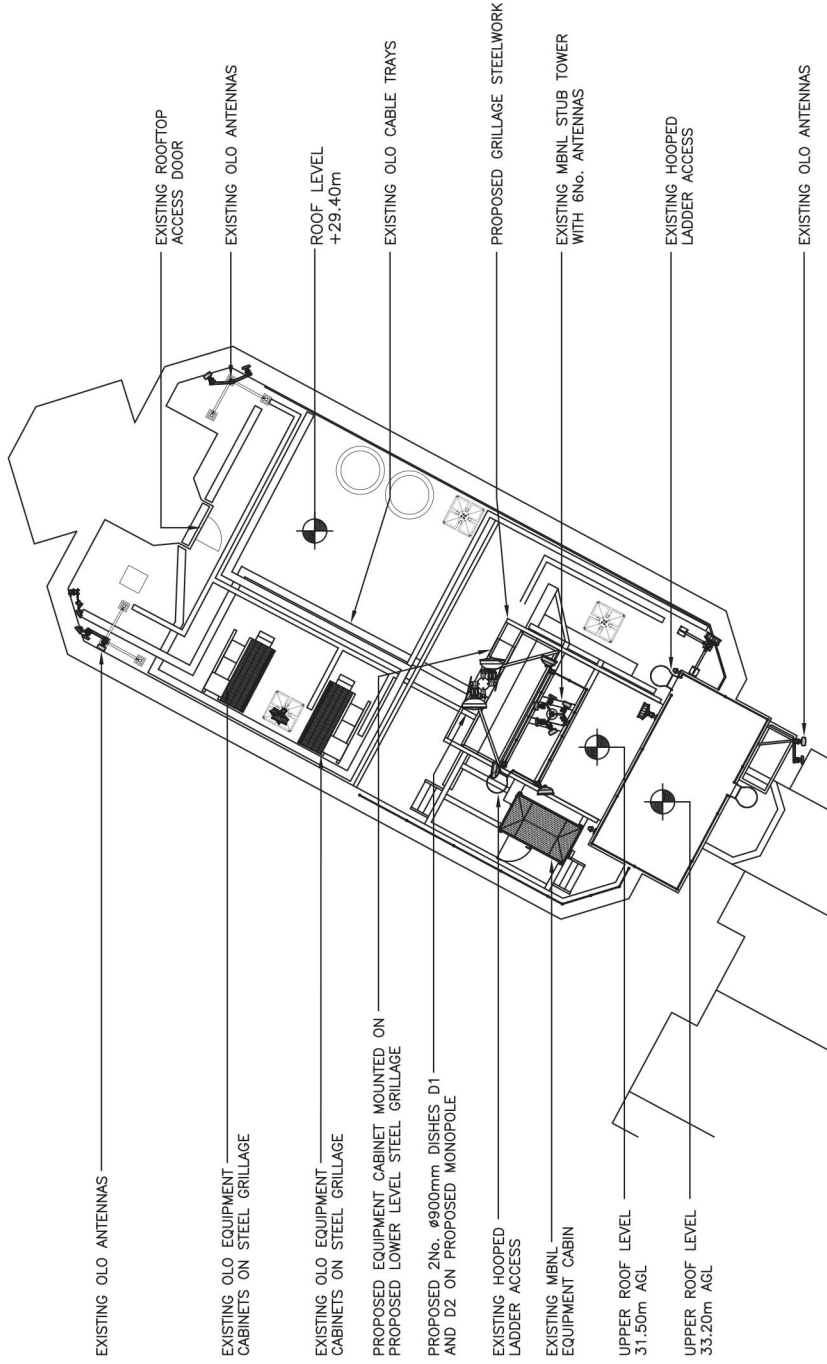 EXISTING OLO ANTENNAS
EXISTING OLO EQUIPMENT
CABINETS ON STEEL GRILLAGE
EXISTING OLO EQUIPMENT
CABINETS ON STEEL GRILLAGE
PROPOSED EQUIPMENT CABINET MOUNTED ON
PROPOSED LOWER LEVEL STEEL GRILLAGE
PROPOSED 2No. Ø900mm DISHES D1
AND D2 ON PROPOSED MONOPOLE
EXISTING HOOPED
LADDER ACCESS
EXISTING MBNL
EQUIPMENT CABIN
UPPER ROOF LEVEL
31.50m AGL
UPPER ROOF LEVEL
33.20m AGL
EXISTING ROOFTOP
ACCESS DOOR
EXISTING OLO ANTENNAS
ROOF LEVEL
+29.40m
EXISTING OLO CABLE TRAYS
PROPOSED GRILLAGE STEELWORK
EXISTING MBNL STUB TOWER
WITH 6No. ANTENNAS
EXISTING HOOPED
LADDER ACCESS
EXISTING OLO ANTENNAS